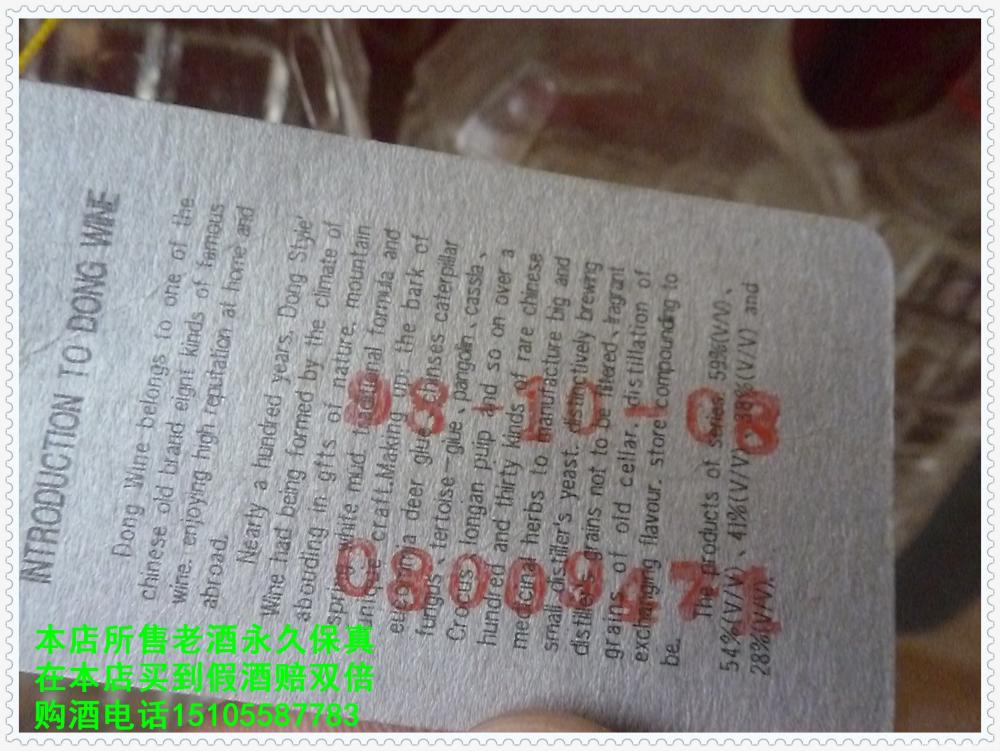 INTRODUCTION TO DONG WINE
Dong Wine belongs to one of the
chinese old brand eignt kinds of famous
wine. enjoying high reputation at home and
abroad.
Nearly a hundred years, Dong Style'
Wine had being formed by the climate of
abouding in gfts of nature. mountain
spring white mud traditional formula and
unique craft.Making up: the bark of
eucomm a deer glue chinses caterpillar
fungus、tertoise-glue、pangolin、cassla、
Crocus longan pulp and so on over a
hundred and thirty kinds of rare chinese
medicinal herbs to manufacture big and
small distiller's yeast. distinctively brewing
distiller's grains not to be filtered、fragrant
grains of old cellar. distillation of
exchanging flavour. store compounding to
be.
The products of series 59%(V/V)、
54%(V/V)、41%(V/V)、38%(V/V) and
28%(V/V).
98-10-0
08009471
本店所售老酒永久保真
在本店买到假酒赔双倍
购酒电话15105587783